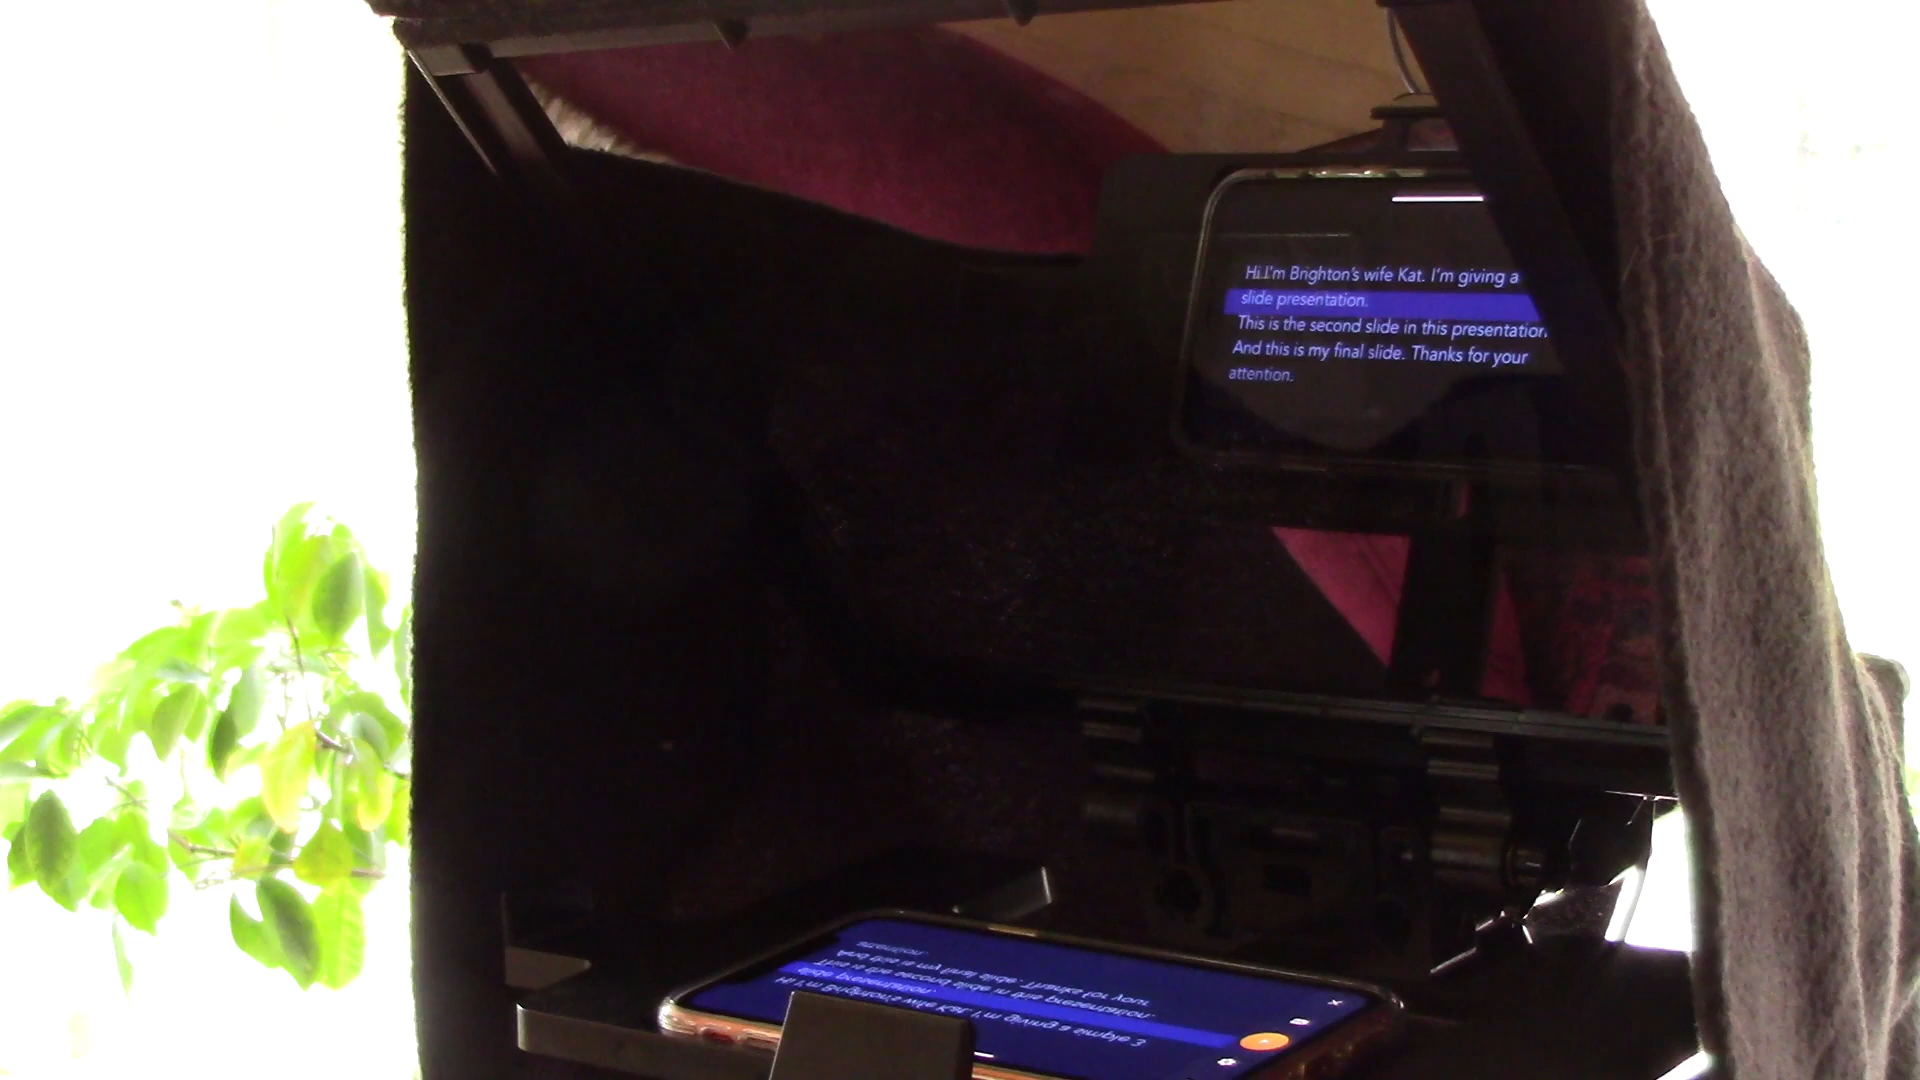 Hi.I'm Brighton's wife Kat. I'm giving a
slide presentation.
This is the second slide in this presentation
And this is my final slide. Thanks for your
attention.